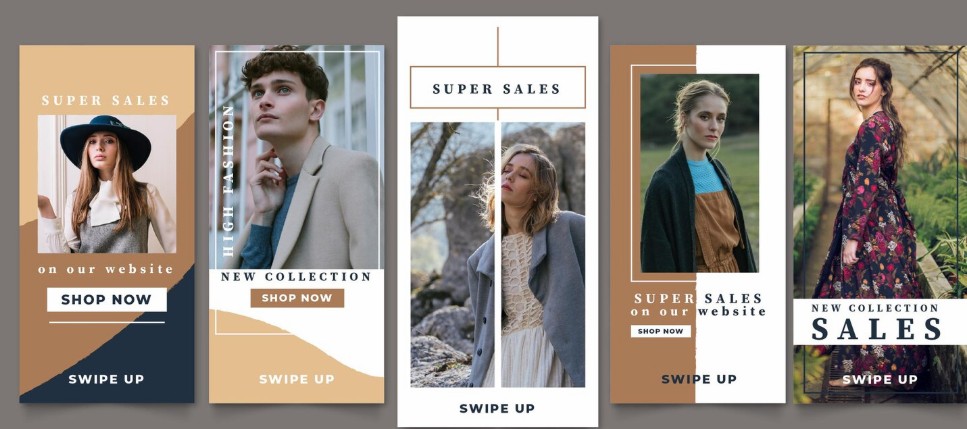 SUPER SALES
on our website
SHOP NOW
SWIPE UP
HIGH FASHION
NEW COLLECTION
SHOP NOW
SWIPE UP
SUPER SALES
SWIPE UP
SUPER SALES
on our website
SHOP NOW
SWIPE UP
NEW COLLECTION
SALES
SWIPE UP